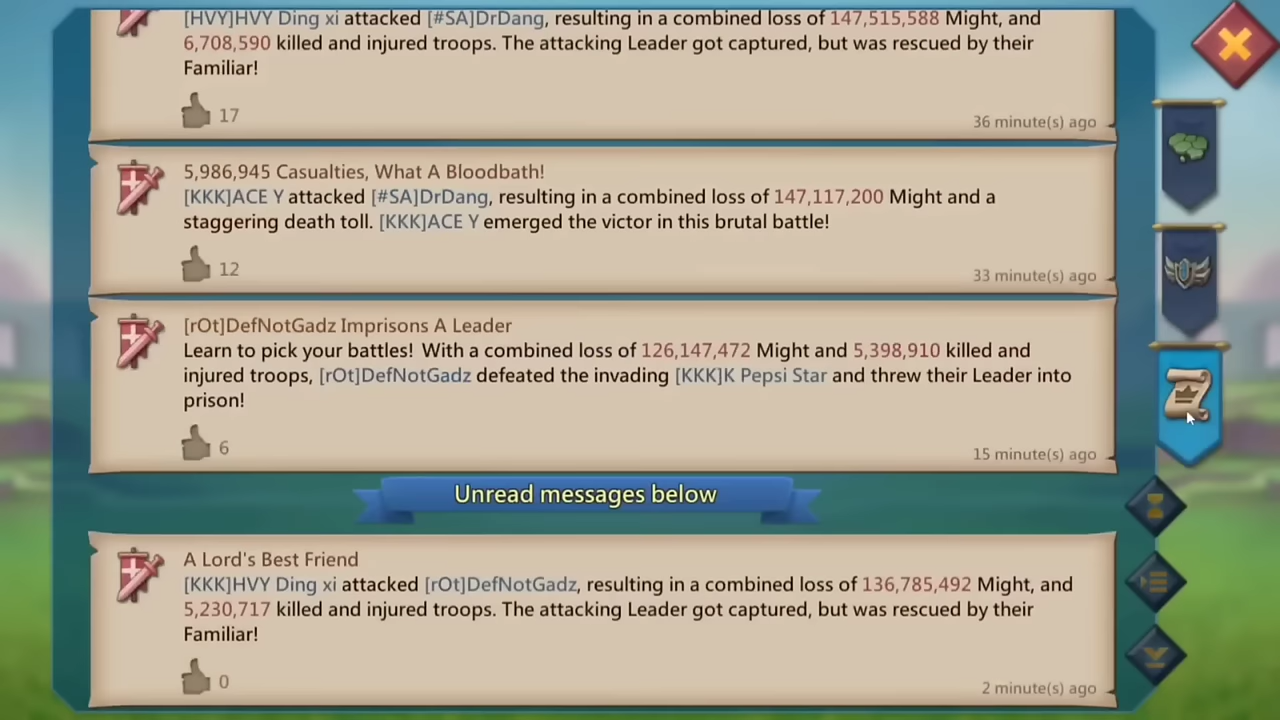 [HVY]HVY Ding xi attacked [#SA]DrDang, resulting in a combined loss of 147,515,588 Might, and
6,708,590 killed and injured troops. The attacking Leader got captured, but was rescued by their
Familiar!
17
36 minute(s) ago
5,986,945 Casualties, What A Bloodbath!
[KKK]ACE Y attacked [#SA]DrDang, resulting in a combined loss of 147,117,200 Might and a
staggering death toll. [KKK]ACE Y emerged the victor in this brutal battle!
12
33 minute(s) ago
[rOt]DefNotGadz Imprisons A Leader
Learn to pick your battles! With a combined loss of 126,147,472 Might and 5,398,910 killed and
injured troops, [rOt]DefNotGadz defeated the invading [KKK]K Pepsi Star and threw their Leader into
prison!
6
15 minute(s) ago
Unread messages below
A Lord's Best Friend
[KKK]HVY Ding xi attacked [rOt]DefNotGadz, resulting in a combined loss of 136,785,492 Might, and
5,230,717 killed and injured troops. The attacking Leader got captured, but was rescued by their
Familiar!
0
2 minute(s) ago